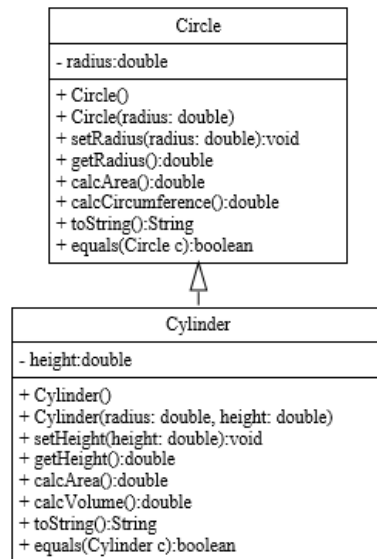 Circle
- radius:double
+ Circle()
+ Circle(radius: double)
+ setRadius(radius: double):void
+ getRadius():double
+ calcArea():double
+ calcCircumference():double
+ toString():String
+ equals(Circle c):boolean
Cylinder
- height:double
+ Cylinder()
+ Cylinder(radius: double, height: double)
+ setHeight(height: double):void
+ getHeight():double
+ calcArea():double
+ calcVolume():double
+ toString():String
+ equals(Cylinder c):boolean